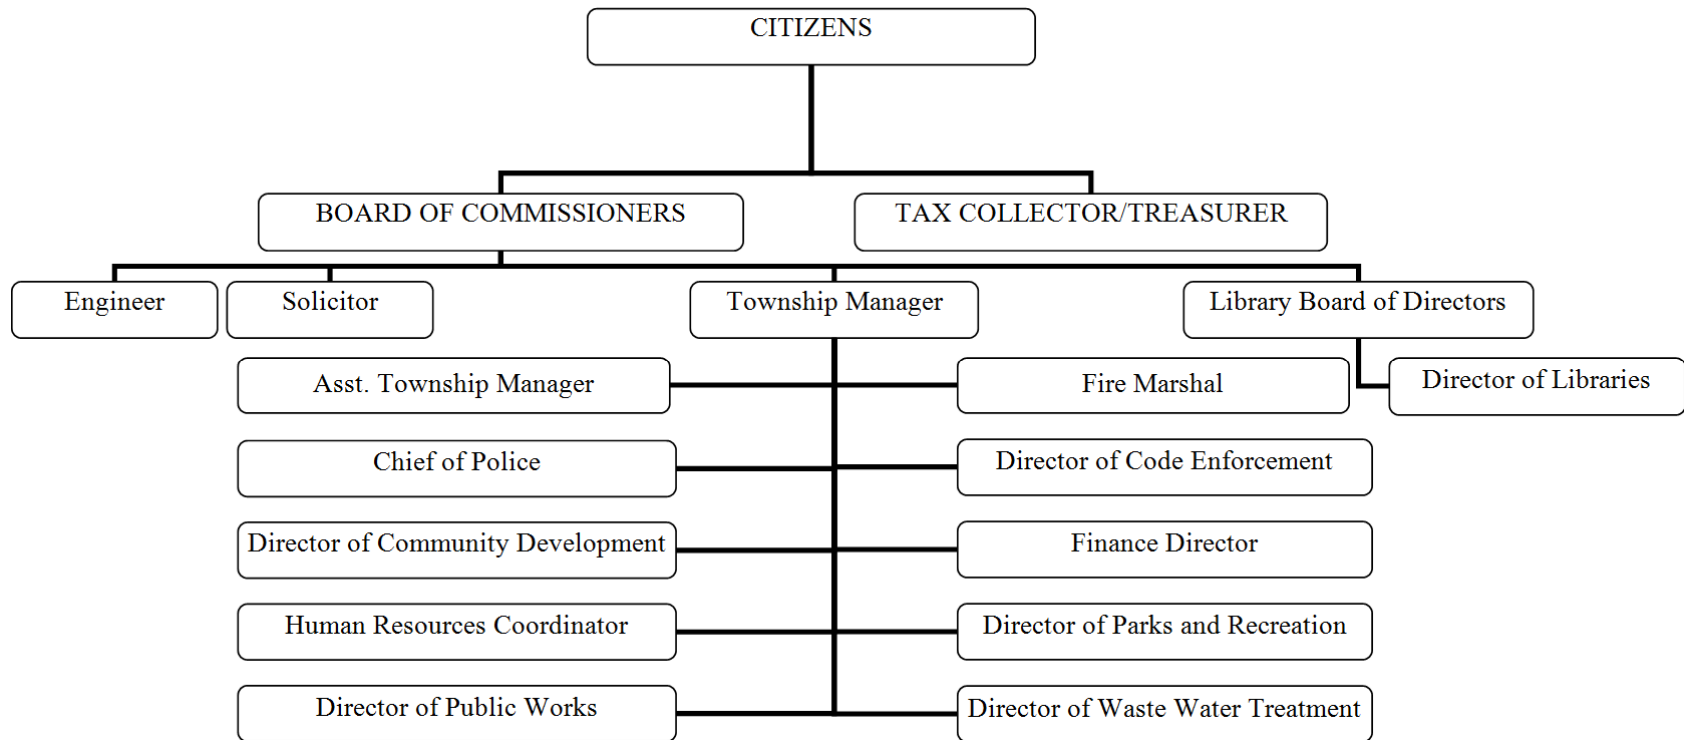 CITIZENS
BOARD OF COMMISSIONERS
TAX COLLECTOR/TREASURER
Engineer
Solicitor
Township Manager
Library Board of Directors
Asst. Township Manager
Fire Marshal
Director of Libraries
Chief of Police
Director of Code Enforcement
Director of Community Development
Finance Director
Human Resources Coordinator
Director of Parks and Recreation
Director of Public Works
Director of Waste Water Treatment